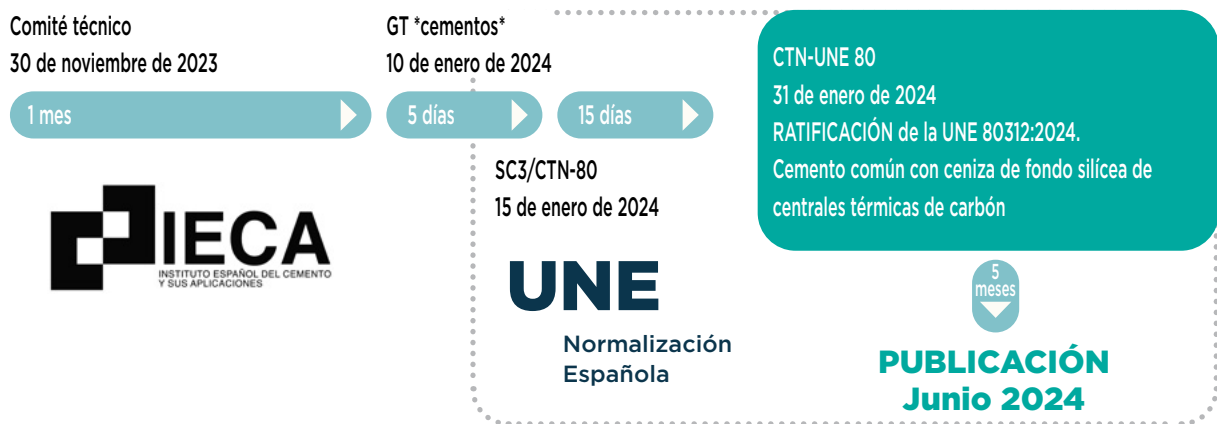 Comité técnico
30 de noviembre de 2023
1 mes
GT *cementos*
10 de enero de 2024
5 días
15 días
SC3/CTN-80
15 de enero de 2024
IECA
INSTITUTO ESPAÑOL DEL CEMENTO
Y SUS APLICACIONES
UNE
Normalización
Española
CTN-UNE 80
31 de enero de 2024
RATIFICACIÓN de la UNE 80312:2024.
Cemento común con ceniza de fondo silícea de
centrales térmicas de carbón
5
meses
PUBLICACIÓN
Junio 2024